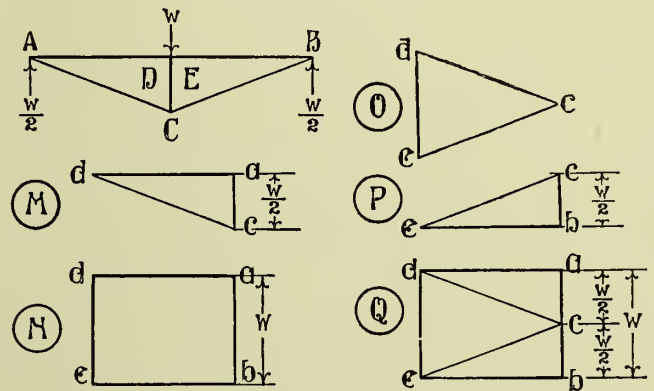 W
A B
D E
W/2 W/2
C
d
O c
e
d a
M W/2
c
c
P W/2
e b
d a
N W
e b
d a
W/2
Q c W
W/2
e b